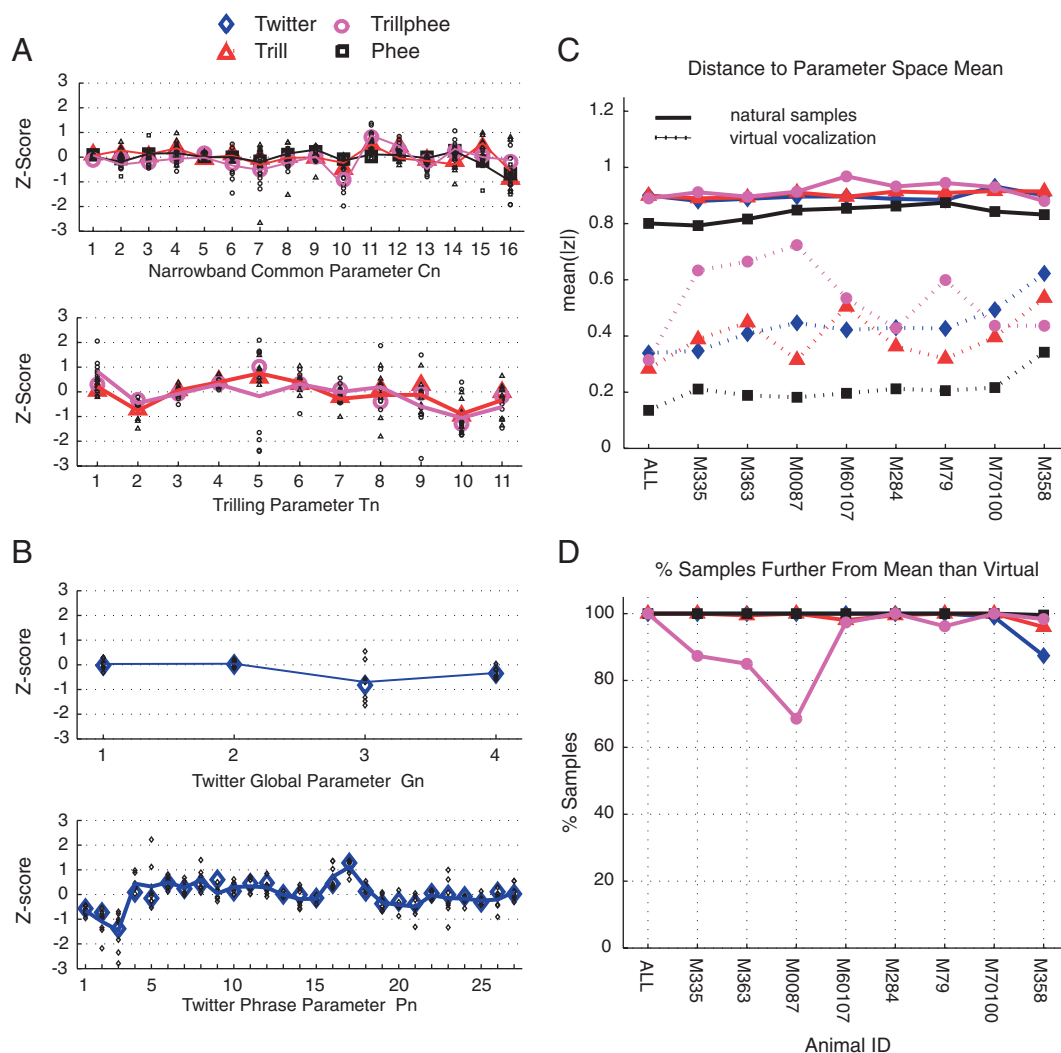 Twitter
Trillphee
Trill
Phee
A
3
2
1
0
-1
-2
-3
Z-Score
1 2 3 4 5 6 7 8 9 10 11 12 13 14 15 16
Narrowband Common Parameter Cn
3
2
1
0
-1
-2
-3
Z-Score
1 2 3 4 5 6 7 8 9 10 11
Trilling Parameter Tn
B
3
2
1
0
-1
-2
-3
Z-score
1 2 3 4
Twitter Global Parameter Gn
3
2
1
0
-1
-2
-3
Z-score
1 5 10 15 20 25
Twitter Phrase Parameter Pn
C
Distance to Parameter Space Mean
natural samples
virtual vocalization
1.2
1
0.8
0.6
0.4
0.2
0
mean(|z|)
ALL M335 M363 M0087 M60107 M284 M79 M70100 M358
D
% Samples Further From Mean than Virtual
100
80
60
40
20
0
% Samples
ALL M335 M363 M0087 M60107 M284 M79 M70100 M358
Animal ID